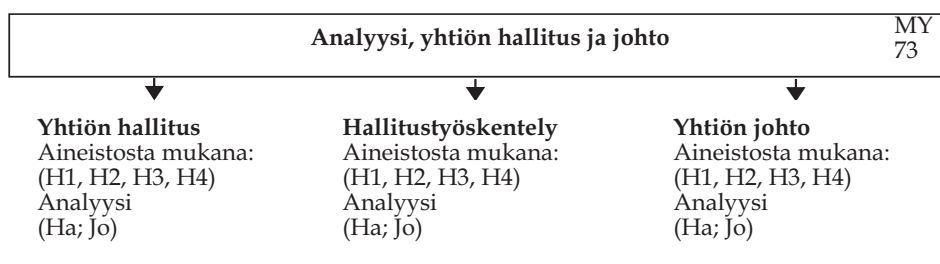 Analyysi, yhtiön hallitus ja johto
MY
73
Yhtiön hallitus
Aineistosta mukana:
(H1, H2, H3, H4)
Analyysi
(Ha; Jo)
Hallitustyöskentely
Aineistosta mukana:
(H1, H2, H3, H4)
Analyysi
(Ha; Jo)
Yhtiön johto
Aineistosta mukana:
(H1, H2, H3, H4)
Analyysi
(Ha; Jo)